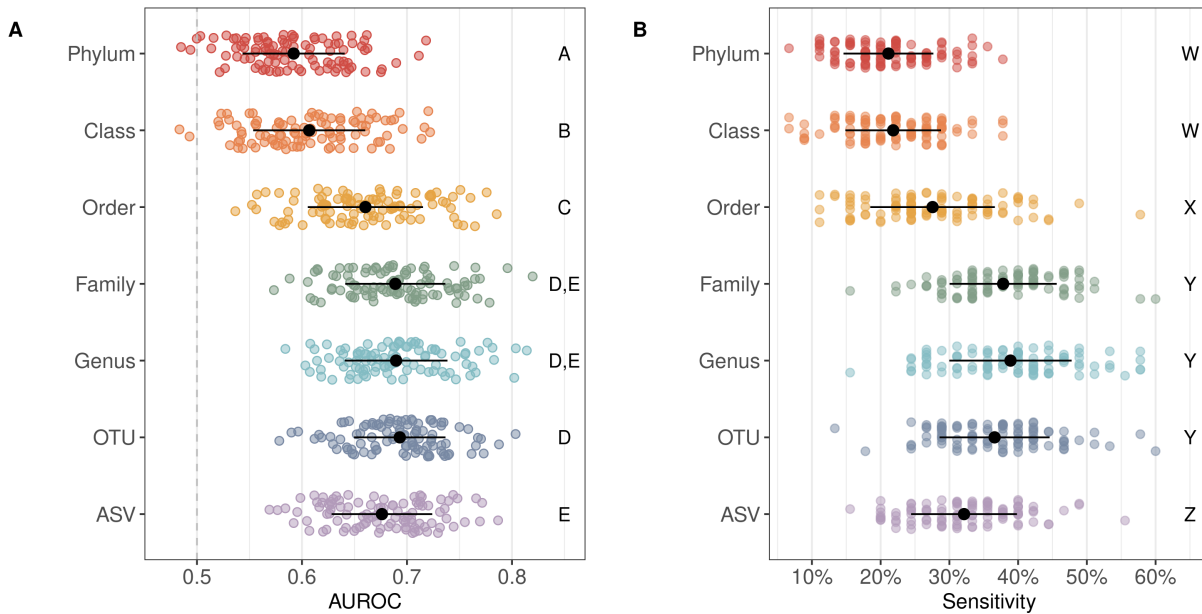 A
Phylum
A
Class
B
Order
C
Family
D,E
Genus
D,E
OTU
D
ASV
E
0.5 0.6 0.7 0.8
AUROC
B
Phylum
W
Class
W
Order
X
Family
Y
Genus
Y
OTU
Y
ASV
Z
10% 20% 30% 40% 50% 60%
Sensitivity